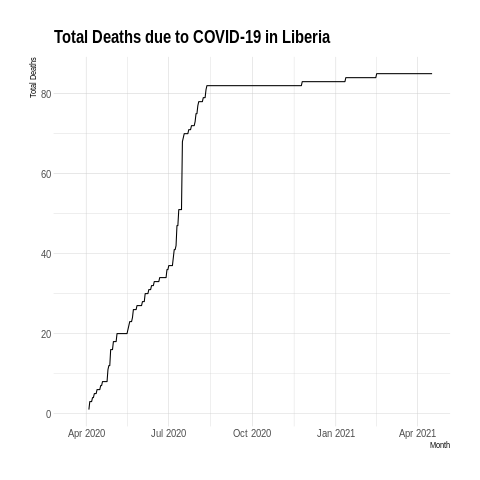 Total Deaths due to COVID-19 in Liberia
Total Deaths
80
60
40
20
0
Apr 2020 Jul 2020 Oct 2020 Jan 2021 Apr 2021
Month